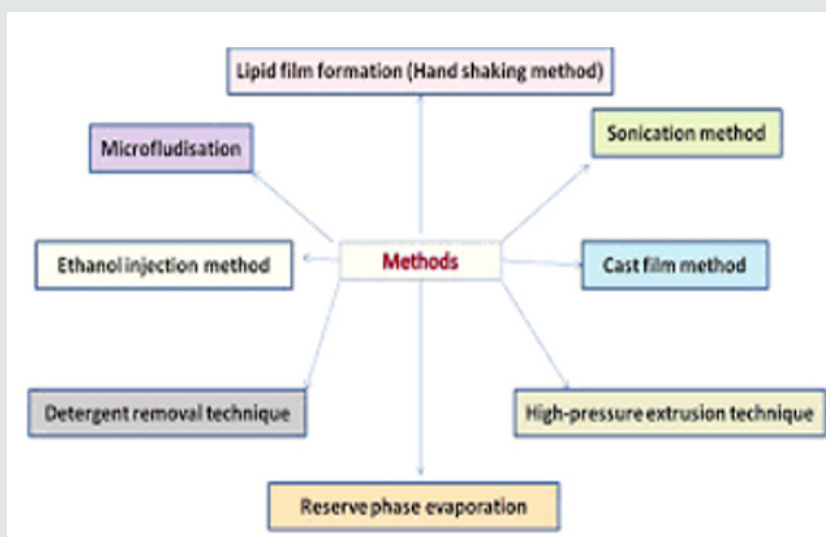 Lipid film formation (Hand shaking method)
Sonication method
Microfludisation
Methods
Ethanol injection method
Cast film method
Detergent removal technique
High-pressure extrusion technique
Reserve phase evaporation